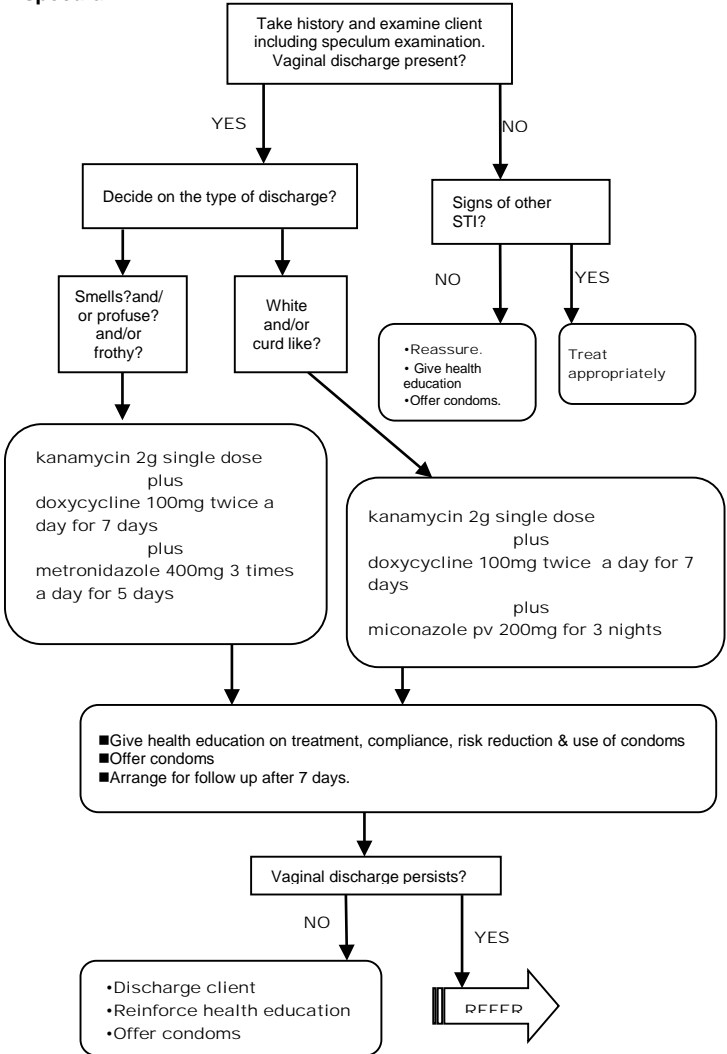 Take history and examine client
including speculum examination.
Vaginal discharge present?
YES
NO
Decide on the type of discharge?
Signs of other
STI?
NO
YES
Smells?and/
or profuse?
and/or
frothy?
White
and/or
curd like?
•Reassure.
• Give health
education
•Offer condoms.
Treat
appropriately
kanamycin 2g single dose
plus
doxycycline 100mg twice a
day for 7 days
plus
metronidazole 400mg 3 times
a day for 5 days
kanamycin 2g single dose
plus
doxycycline 100mg twice a day for 7
days
plus
miconazole pv 200mg for 3 nights
■Give health education on treatment, compliance, risk reduction & use of condoms
■Offer condoms
■Arrange for follow up after 7 days.
Vaginal discharge persists?
NO
YES
•Discharge client
•Reinforce health education
•Offer condoms
REFER